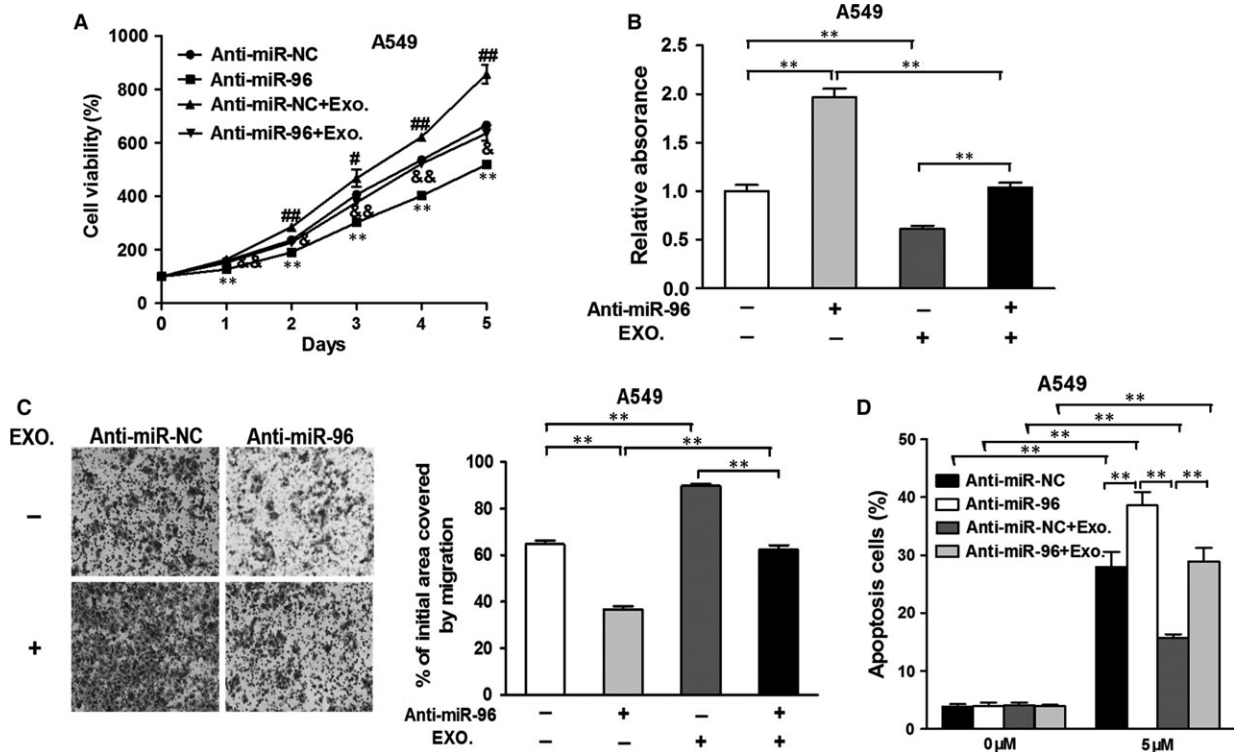 A
A549
Cell viability (%)
1000
800
600
400
200
0
Anti-miR-NC
Anti-miR-96
Anti-miR-NC+Exo.
Anti-miR-96+Exo.
##
##
#
##
&
&&
&&
&
&&
**
**
**
**
**
0 1 2 3 4 5
Days
B
A549
Relative absorance
2.5
2.0
1.5
1.0
0.5
0.0
**
** **
**
Anti-miR-96 – + – +
EXO. – – + +
C
EXO. Anti-miR-NC Anti-miR-96
–
+
A549
% of initial area covered
by migration
100
80
60
40
20
0
**
** **
**
Anti-miR-96 – + – +
EXO. – – + +
D
A549
Apoptosis cells (%)
50
40
30
20
10
0
**
**
**
**
** ** **
Anti-miR-NC
Anti-miR-96
Anti-miR-NC+Exo.
Anti-miR-96+Exo.
0 µM 5 µM